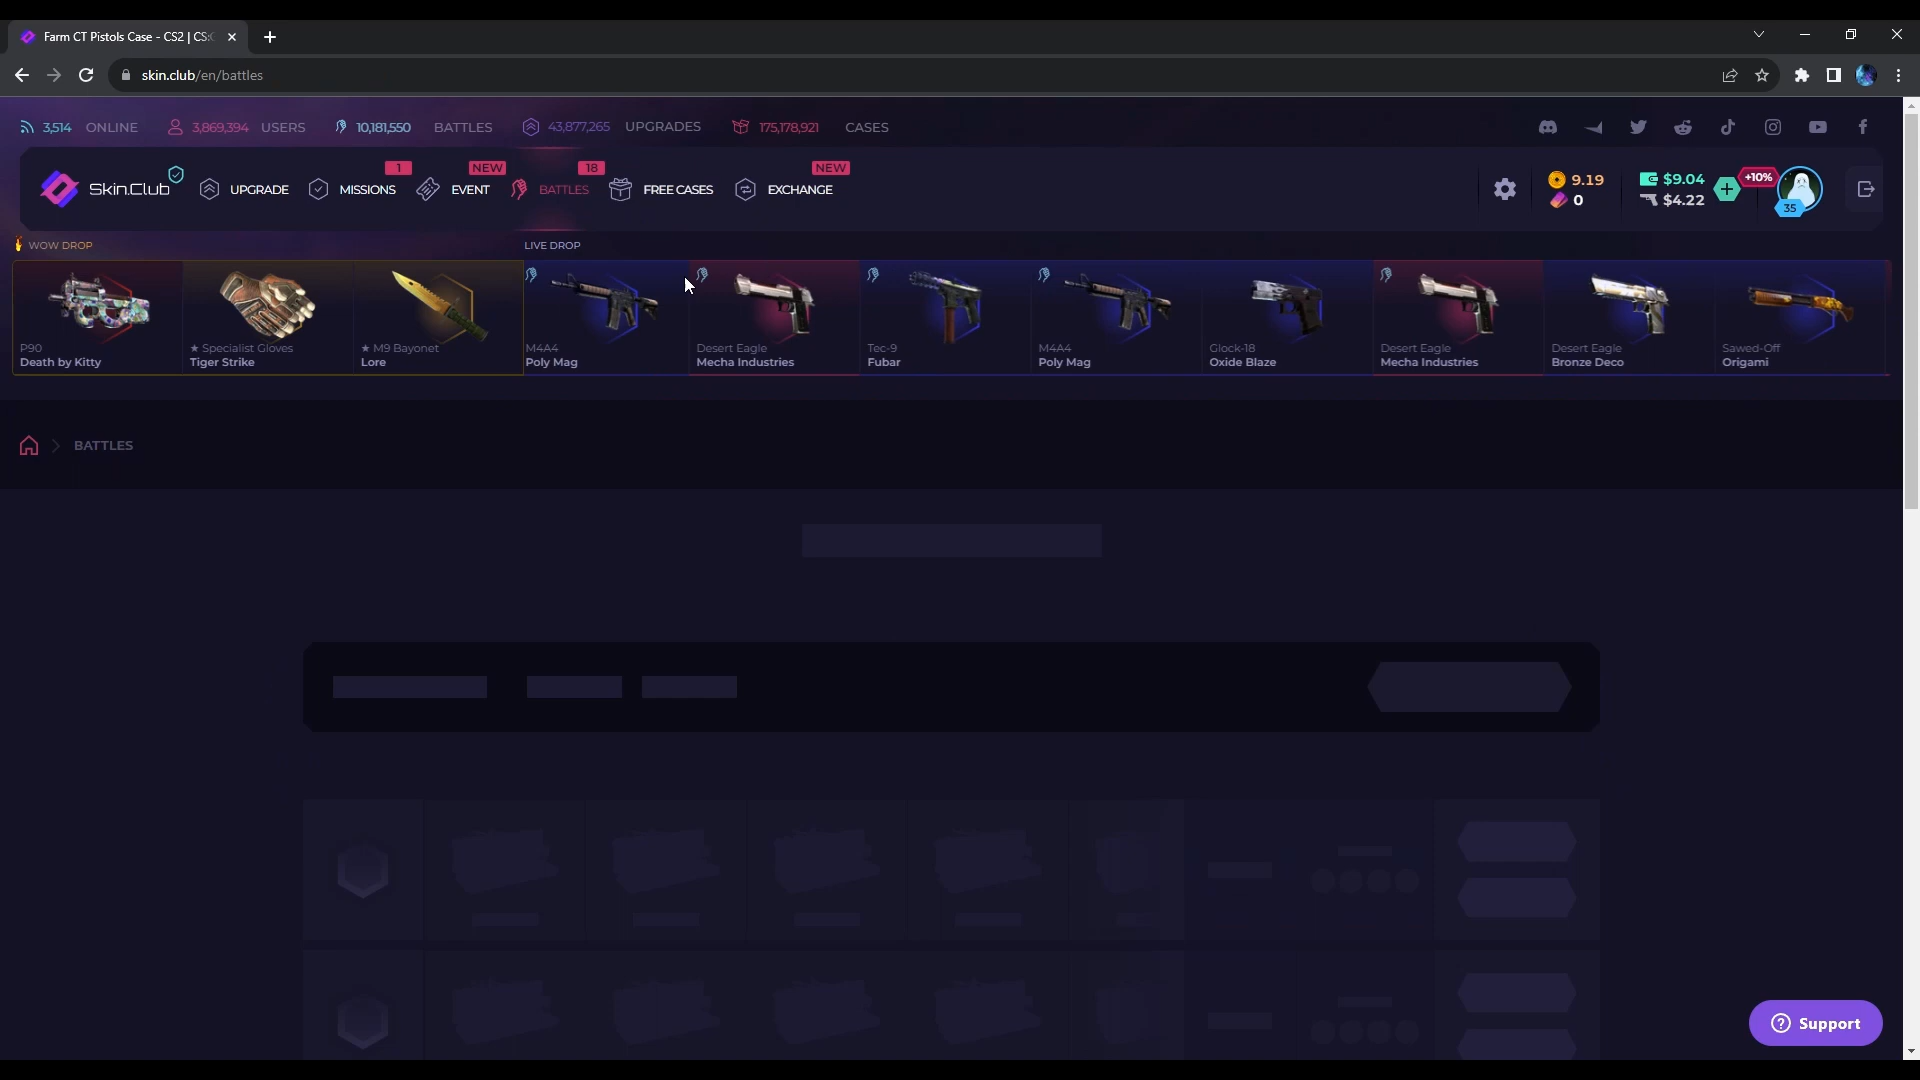 Farm CT Pistols Case - CS2 | CS:G
skin.club/en/battles
3,514 ONLINE 3,869,394 USERS 10,181,550 BATTLES 43,877,265 UPGRADES 175,178,921 CASES
1 NEW 18 NEW
Skin.Club UPGRADE MISSIONS EVENT BATTLES FREE CASES EXCHANGE
9.19 $9.04 +10%
0 $4.22 35
WOW DROP LIVE DROP
P90 ★ Specialist Gloves ★ M9 Bayonet M4A4 Desert Eagle Tec-9 M4A4 Glock-18 Desert Eagle Desert Eagle Sawed-Off
Death by Kitty Tiger Strike Lore Poly Mag Mecha Industries Fubar Poly Mag Oxide Blaze Mecha Industries Bronze Deco Origami
BATTLES
Support